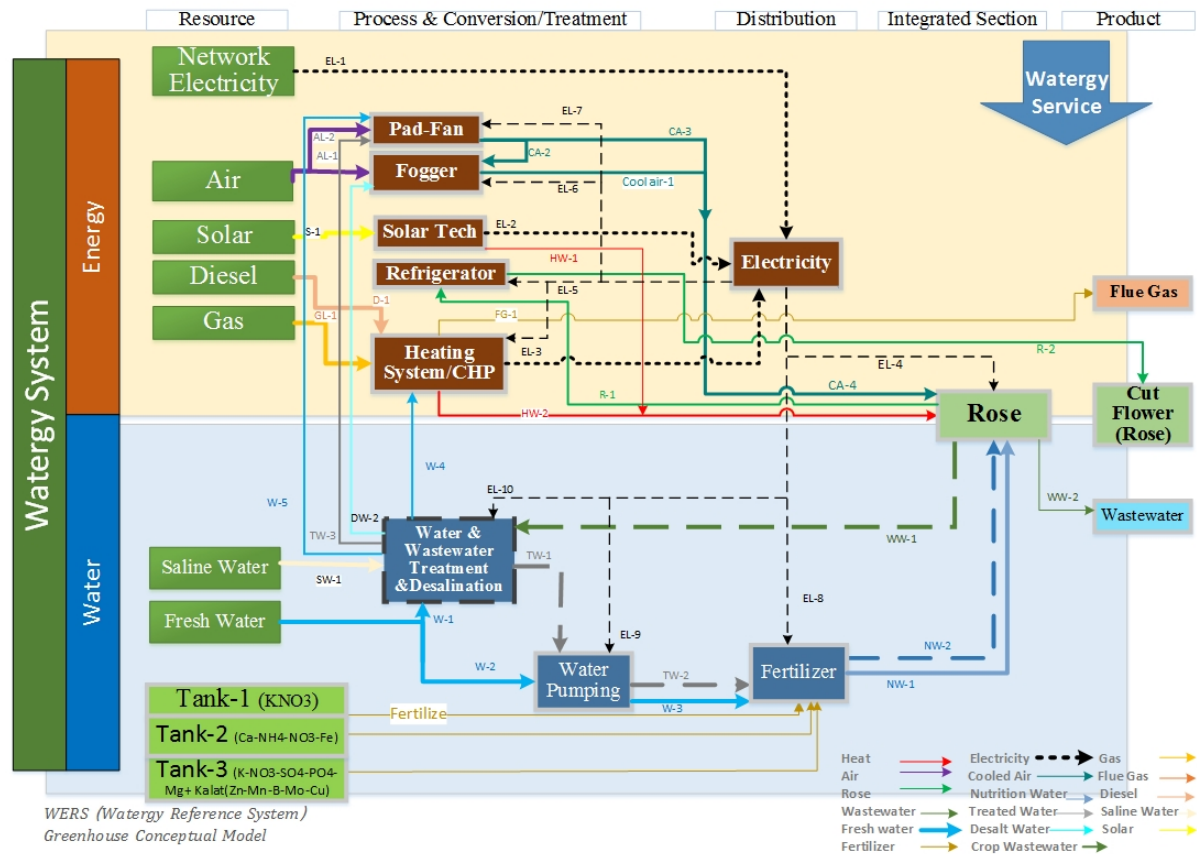 Resource
Process & Conversion/Treatment
Distribution
Integrated Section
Product
Watergy System
Energy
Water
Network
Electricity
Air
Solar
Diesel
Gas
Saline Water
Fresh Water
Tank-1 (KNO3)
Tank-2 (Ca-NH4-NO3-Fe)
Tank-3 (K-NO3-SO4-PO4-
Mg+ Kalat(Zn-Mn-B-Mo-Cu)
Pad-Fan
Fogger
Solar Tech
Refrigerator
Heating
System/CHP
Water &
Wastewater
Treatment
&Desalination
Water
Pumping
Electricity
Fertilizer
Rose
Watergy
Service
Flue Gas
Cut
Flower
(Rose)
Wastewater
EL-1
EL-7
AL-2
AL-1
CA-3
CA-2
Cool air-1
EL-6
S-1
EL-2
HW-1
EL-5
D-1
GL-1
FG-1
EL-3
R-2
EL-4
CA-4
R-1
HW-2
W-4
W-5
EL-10
DW-2
TW-3
TW-1
WW-1
WW-2
SW-1
W-1
EL-8
EL-9
W-2
TW-2
W-3
NW-2
NW-1
Fertilize
Heat
Electricity
Gas
Air
Cooled Air
Flue Gas
Rose
Nutrition Water
Diesel
Wastewater
Treated Water
Saline Water
Fresh water
Desalt Water
Solar
Fertilizer
Crop Wastewater
WERS (Watergy Reference System)
Greenhouse Conceptual Model